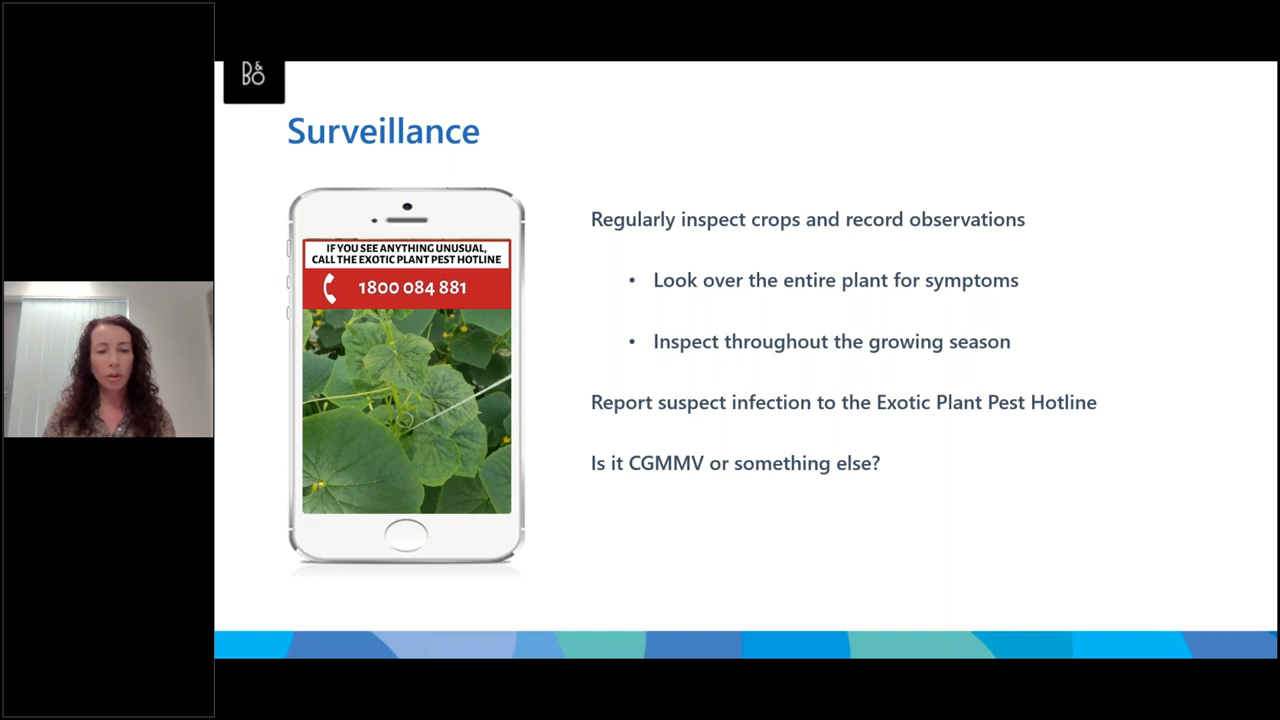 B&O
Surveillance
IF YOU SEE ANYTHING UNUSUAL,
CALL THE EXOTIC PLANT PEST HOTLINE
1800 084 881
Regularly inspect crops and record observations
• Look over the entire plant for symptoms
• Inspect throughout the growing season
Report suspect infection to the Exotic Plant Pest Hotline
Is it CGMMV or something else?